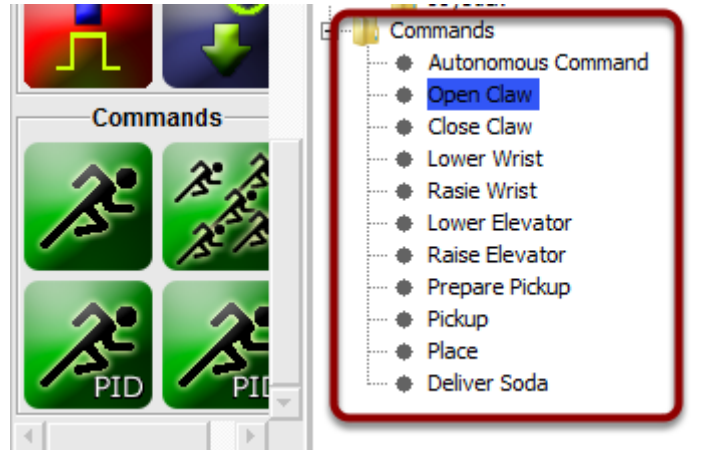 Commands
PID
PID
Commands
Autonomous Command
Open Claw
Close Claw
Lower Wrist
Rasie Wrist
Lower Elevator
Raise Elevator
Prepare Pickup
Pickup
Place
Deliver Soda